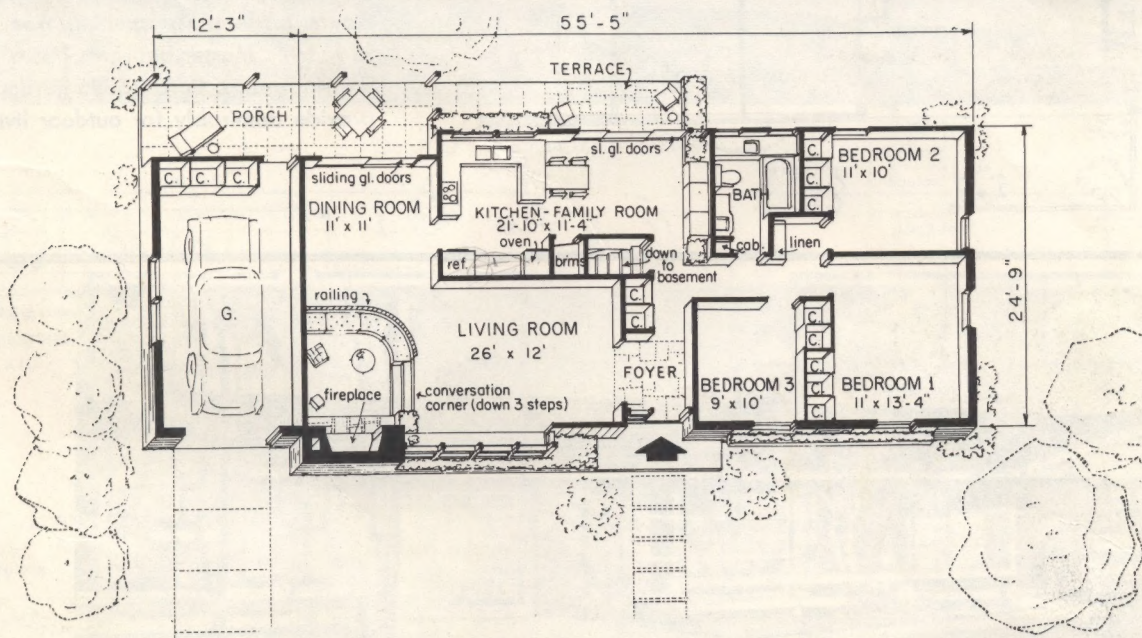 12'-3"
55'-5"
TERRACE
PORCH
sliding gl. doors
sl. gl. doors
C.
C.
C.
DINING ROOM
11' x 11'
KITCHEN-FAMILY ROOM
21'-10" x 11'-4"
BATH
C.
C.
C.
BEDROOM 2
11' x 10'
ref.
oven
brms
down
to
basement
cab.
linen
24'-9
G.
railing
LIVING ROOM
26' x 12'
C.
C.
FOYER
fireplace
conversation
corner (down 3 steps)
BEDROOM 3
9' x 10'
C.
C.
C.
C.
C.
BEDROOM 1
11' x 13'-4"
for outdoor live